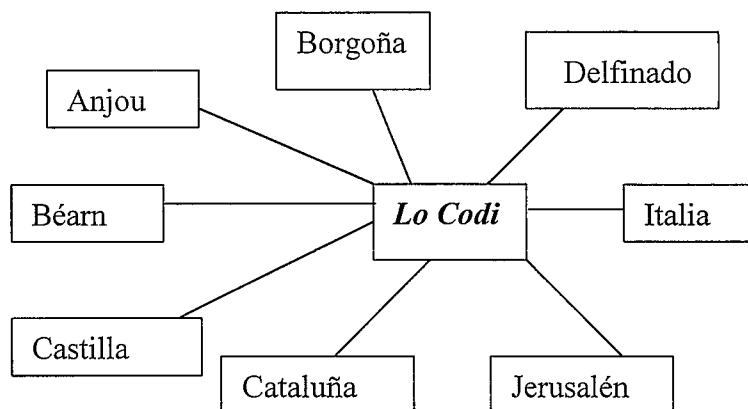 Borgoña
Delfinado
Anjou
Béarn
Lo Codi
Italia
Castilla
Cataluña
Jerusalén